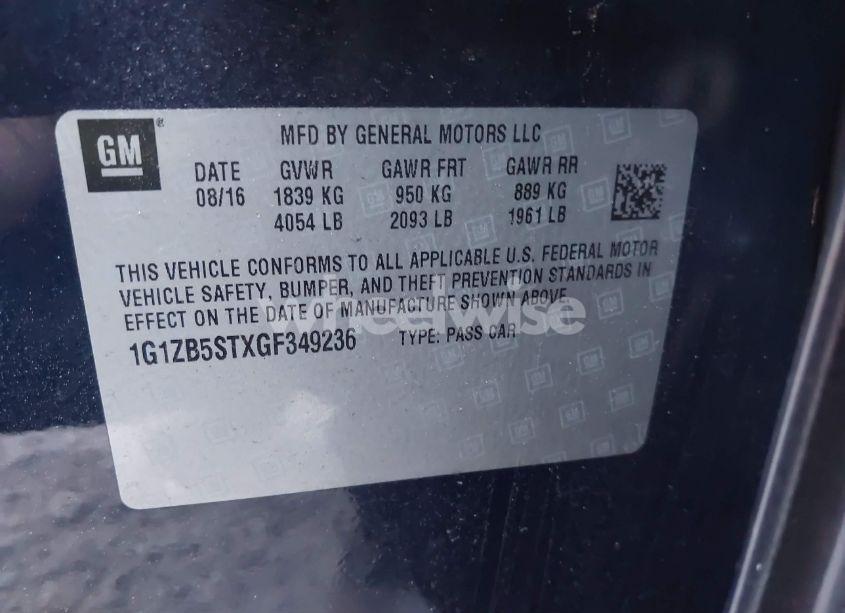 GM®
MFD BY GENERAL MOTORS LLC
DATE GVWR GAWR FRT GAWR RR
08/16 1839 KG 950 KG 889 KG
4054 LB 2093 LB 1961 LB
THIS VEHICLE CONFORMS TO ALL APPLICABLE U.S. FEDERAL MOTOR
VEHICLE SAFETY, BUMPER, AND THEFT PREVENTION STANDARDS IN
EFFECT ON THE DATE OF MANUFACTURE SHOWN ABOVE.
1G1ZB5STXGF349236 TYPE: PASS CAR
wheelwise